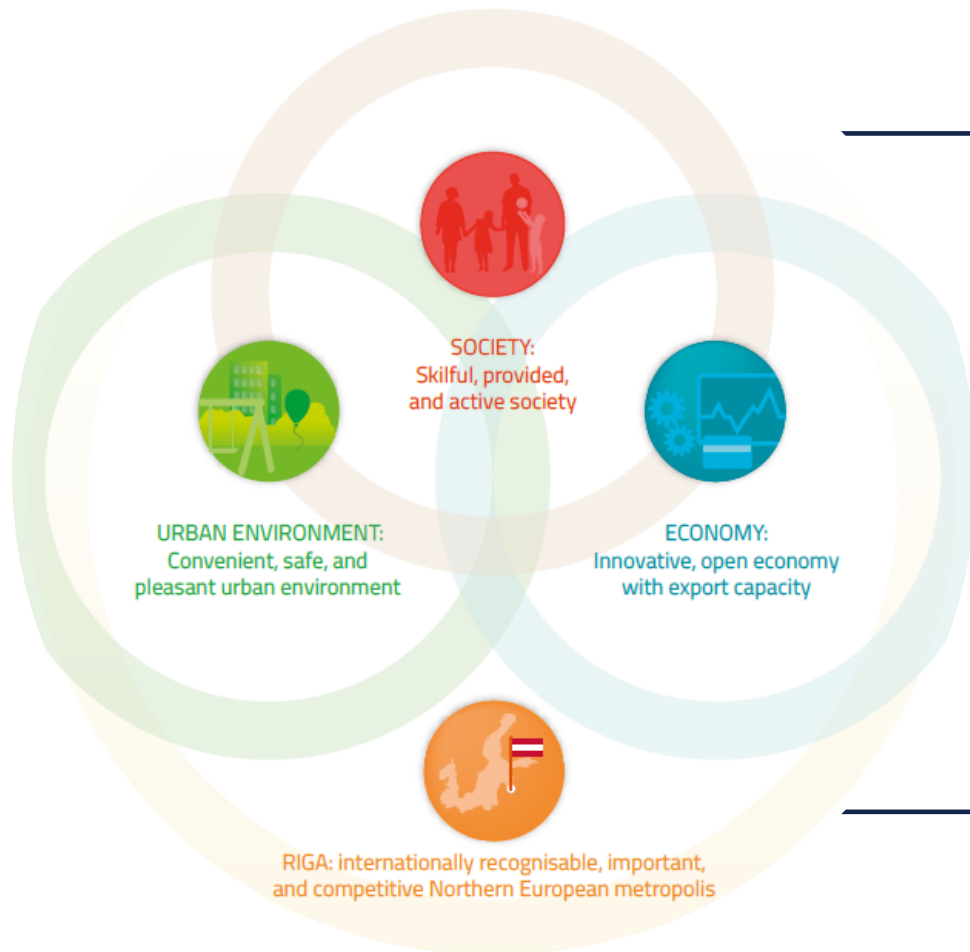 SOCIETY:
Skilful, provided,
and active society
URBAN ENVIRONMENT:
Convenient, safe, and
pleasant urban environment
ECONOMY:
Innovative, open economy
with export capacity
RIGA: internationally recognisable, important,
and competitive Northern European metropolis